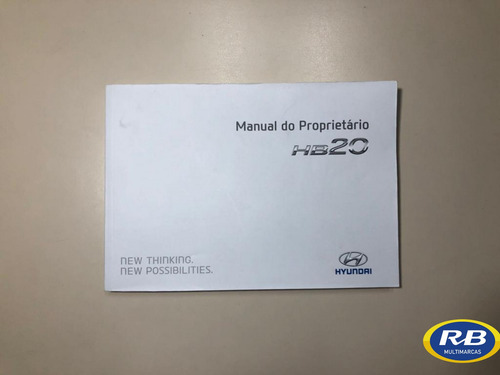 Manual do Proprietário
HB20
NEW THINKING.
NEW POSSIBILITIES.
HYUNDAI
RB
MULTIMARCAS